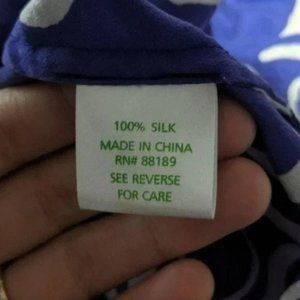 100% SILK
MADE IN CHINA
RN# 88189
SEE REVERSE
FOR CARE